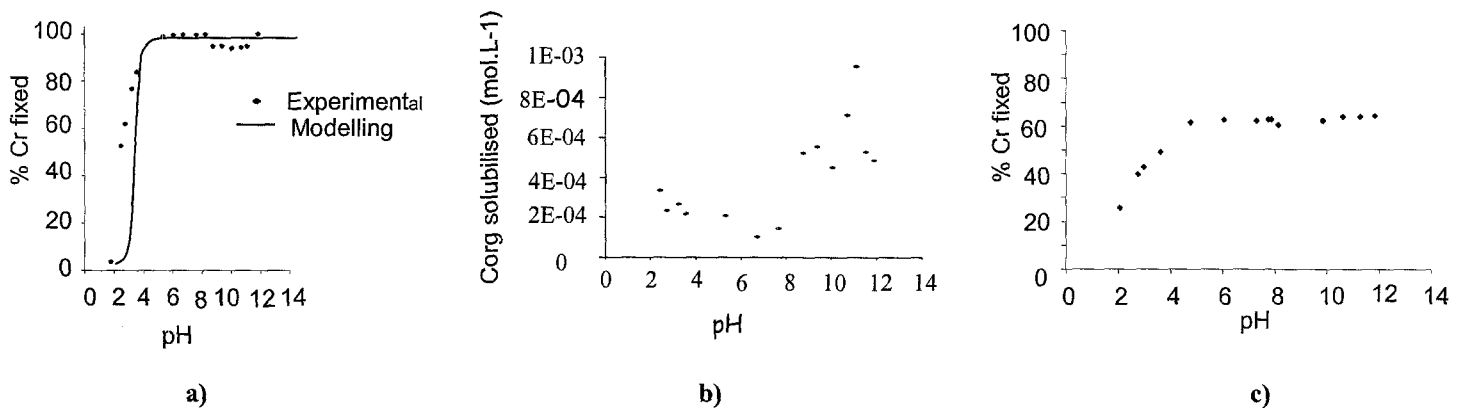 % Cr fixed
100
80
60
40
20
0
0 2 4 6 8 10 12 14
pH
Experimental
Modelling
a)
Corg solubilised (mol.L-1)
1E-03
8E-04
6E-04
4E-04
2E-04
0
0 2 4 6 8 10 12 14
pH
b)
% Cr fixed
100
80
60
40
20
0
0 2 4 6 8 10 12 14
pH
c)